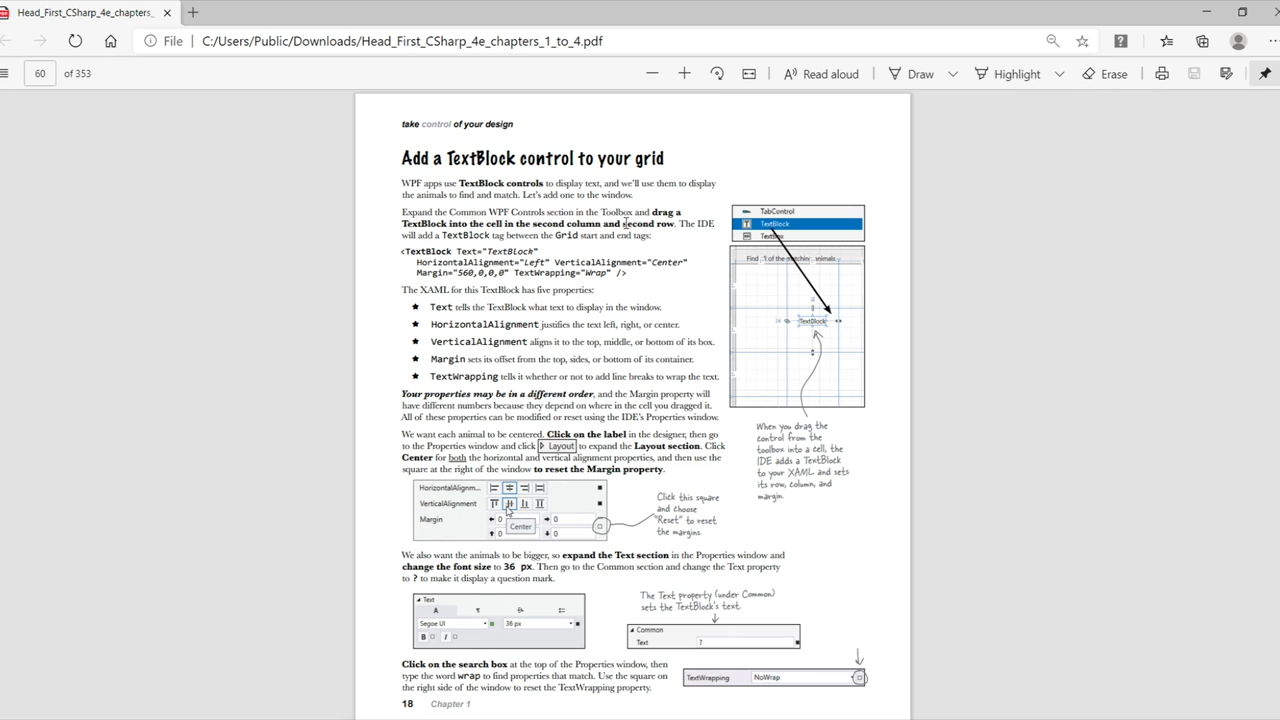 Head_First_CSharp_4e_chapters_
File C:/Users/Public/Downloads/Head_First_CSharp_4e_chapters_1_to_4.pdf
60 of 353 Read aloud Draw Highlight Erase
take control of your design
Add a TextBlock control to your grid
WPF apps use TextBlock controls to display text, and we'll use them to display
the animals to find and match. Let's add one to the window.
Expand the Common WPF Controls section in the Toolbox and drag a
TextBlock into the cell in the second column and second row. The IDE
will add a TextBlock tag between the Grid start and end tags:
<TextBlock Text="TextBlock"
HorizontalAlignment="Left" VerticalAlignment="Center"
Margin="560,0,0,0" TextWrapping="Wrap" />
The XAML for this TextBlock has five properties:
★ Text tells the TextBlock what text to display in the window.
★ HorizontalAlignment justifies the text left, right, or center.
★ VerticalAlignment aligns it to the top, middle, or bottom of its box.
★ Margin sets its offset from the top, sides, or bottom of its container.
★ TextWrapping tells it whether or not to add line breaks to wrap the text.
Your properties may be in a different order, and the Margin property will
have different numbers because they depend on where in the cell you dragged it.
All of these properties can be modified or reset using the IDE's Properties window.
TabControl
TextBlock
Find all of the matching animals
TextBlock
When you drag the
control from the
toolbox into a cell, the
IDE adds a TextBlock
to your XAML and sets
its row, column, and
margin.
We want each animal to be centered. Click on the label in the designer, then go
to the Properties window and click Layout to expand the Layout section. Click
Center for both the horizontal and vertical alignment properties, and then use the
square at the right of the window to reset the Margin property.
HorizontalAlignm...
VerticalAlignment
Margin 0 0
Center
0 0
Click this square
and choose
"Reset" to reset
the margins.
We also want the animals to be bigger, so expand the Text section in the Properties window and
change the font size to 36 px. Then go to the Common section and change the Text property
to ? to make it display a question mark.
Text
A ¶
Segoe UI 36 px
B I
The Text property (under Common)
sets the TextBlock's text.
Common
Text ?
Click on the search box at the top of the Properties window, then
type the word wrap to find properties that match. Use the square on
the right side of the window to reset the TextWrapping property.
TextWrapping NoWrap
18 Chapter 1